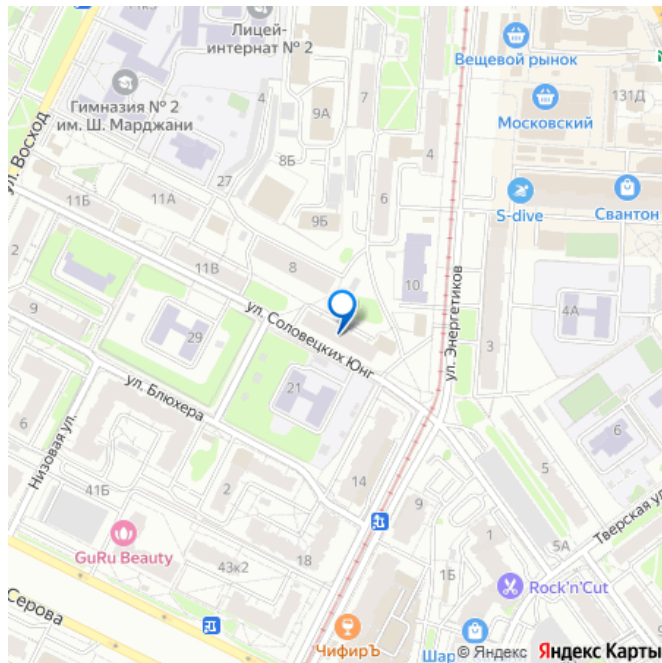 Лицей-
интернат № 2
Вещевой рынок
Гимназия № 2
им. Ш. Марджани
4
9А
7
131Д
Московский
ул. Восход
8Б
4
27
11Б
11А
9Б
6
S-dive
Свантон
2
11В
8
10
ул. Энергетиков
4А
9
29
ул. Соловецких Юнг
3
21
ул. Блюхера
Низовая ул.
6
6
41Б
2
14
9
5
1
Тверская ул
5А
GuRu Beauty
43к2
18
1Б
Rock'n'Cut
Серова
ЧифирЪ
Шар
© Яндекс Яндекс Карты